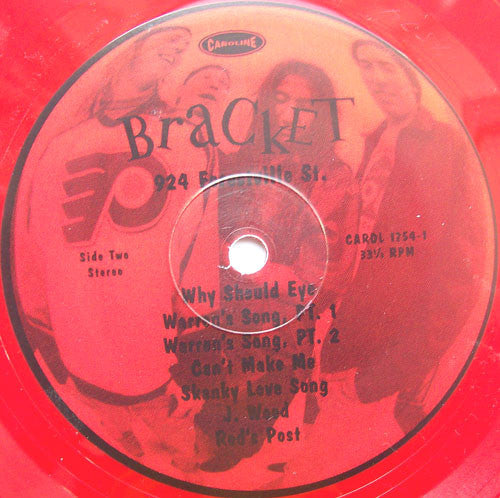 CAROLINE
BRaCKET
924 Forestville St.
Side Two
Stereo
CAROL 1754-1
33⅓ RPM
Why Should Eye
Warren's Song, PT. 1
Warren's Song, PT. 2
Can't Make Me
Skanky Love Song
J. Weed
Rod's Post